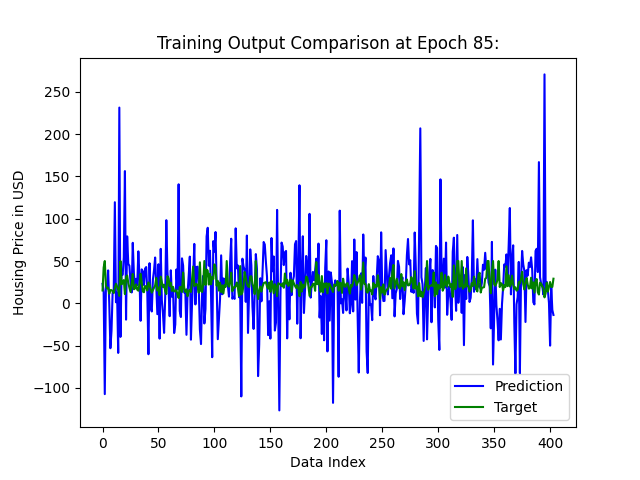 Training Output Comparison at Epoch 85:
Housing Price in USD
250
200
150
100
50
0
−50
−100
0 50 100 150 200 250 300 350 400
Data Index
Prediction
Target